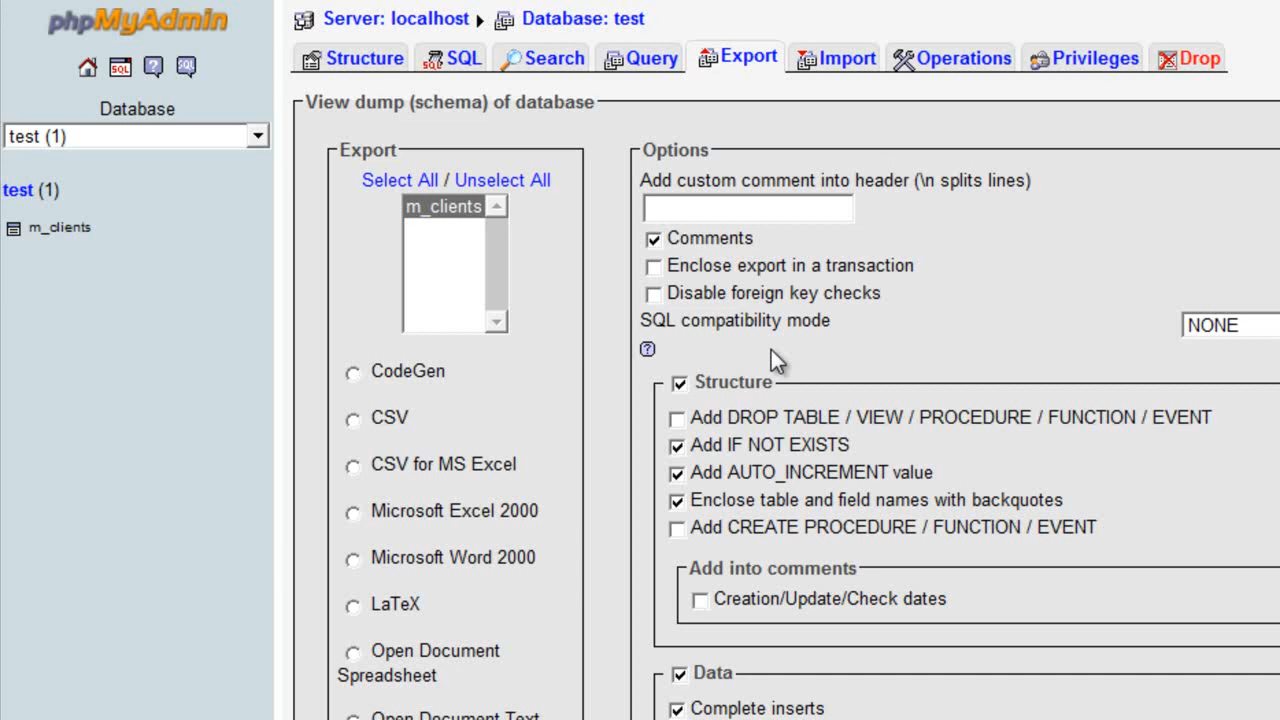 phpMyAdmin
Server: localhost ▸ Database: test
Structure SQL Search Query Export Import Operations Privileges Drop
SQL ? SQL
Database
test (1)
test (1)
m_clients
View dump (schema) of database
Export
Select All / Unselect All
m_clients
CodeGen
CSV
CSV for MS Excel
Microsoft Excel 2000
Microsoft Word 2000
LaTeX
Open Document
Spreadsheet
Open Document Text
Options
Add custom comment into header (\n splits lines)
Comments
Enclose export in a transaction
Disable foreign key checks
SQL compatibility mode
NONE
?
Structure
Add DROP TABLE / VIEW / PROCEDURE / FUNCTION / EVENT
Add IF NOT EXISTS
Add AUTO_INCREMENT value
Enclose table and field names with backquotes
Add CREATE PROCEDURE / FUNCTION / EVENT
Add into comments
Creation/Update/Check dates
Data
Complete inserts